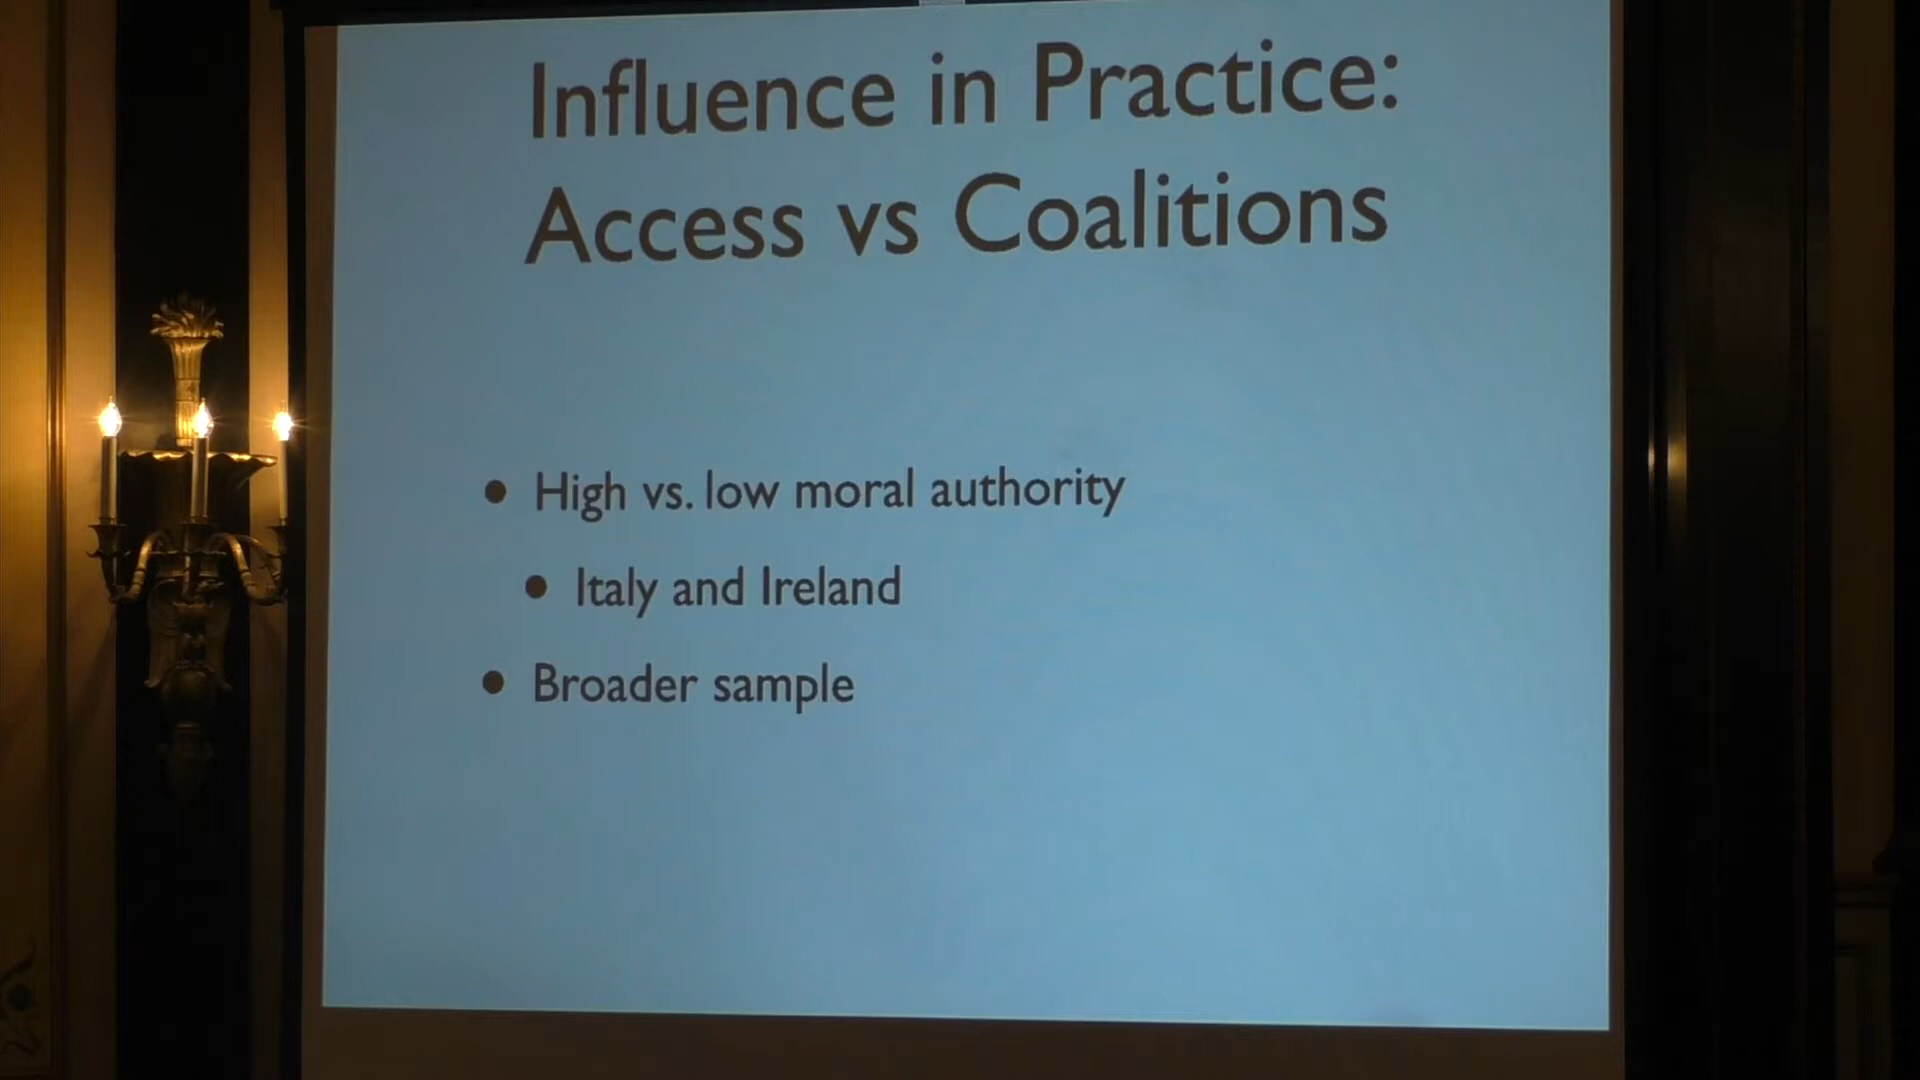 Influence in Practice:
Access vs Coalitions
• High vs. low moral authority
• Italy and Ireland
• Broader sample